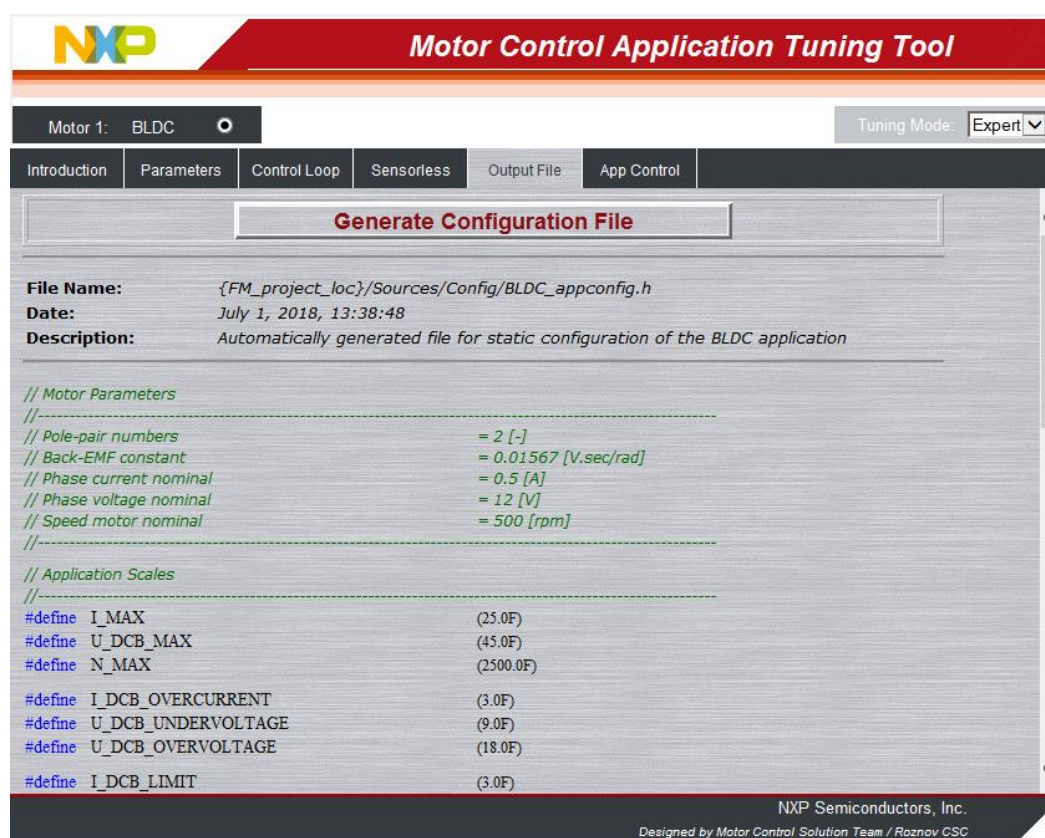 NXP
Motor Control Application Tuning Tool
Motor 1: BLDC
Tuning Mode: Expert
Introduction Parameters Control Loop Sensorless Output File App Control
Generate Configuration File
File Name: {FM_project_loc}/Sources/Config/BLDC_appconfig.h
Date: July 1, 2018, 13:38:48
Description: Automatically generated file for static configuration of the BLDC application
// Motor Parameters
//----------------------------------------------------------------------------------------------------------------
// Pole-pair numbers = 2 [-]
// Back-EMF constant = 0.01567 [V.sec/rad]
// Phase current nominal = 0.5 [A]
// Phase voltage nominal = 12 [V]
// Speed motor nominal = 500 [rpm]
//----------------------------------------------------------------------------------------------------------------
// Application Scales
//----------------------------------------------------------------------------------------------------------------
#define I_MAX (25.0F)
#define U_DCB_MAX (45.0F)
#define N_MAX (2500.0F)
#define I_DCB_OVERCURRENT (3.0F)
#define U_DCB_UNDERVOLTAGE (9.0F)
#define U_DCB_OVERVOLTAGE (18.0F)
#define I_DCB_LIMIT (3.0F)
NXP Semiconductors, Inc.
Designed by Motor Control Solution Team / Roznov CSC